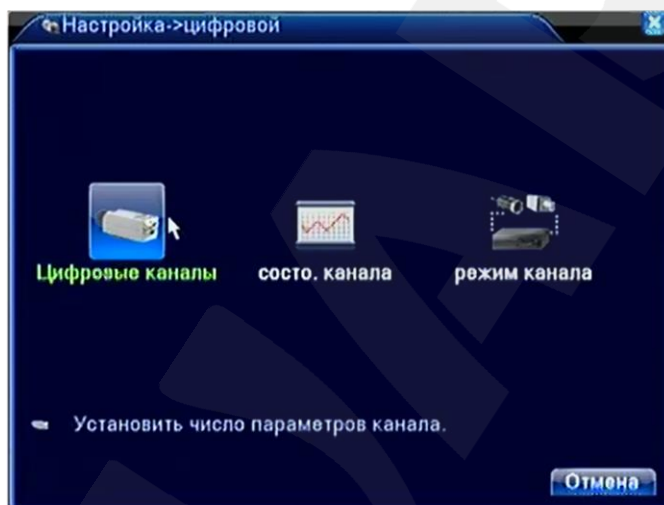 Настройка->цифровой
Цифровые каналы
состо. канала
режим канала
Установить число параметров канала.
Отмена